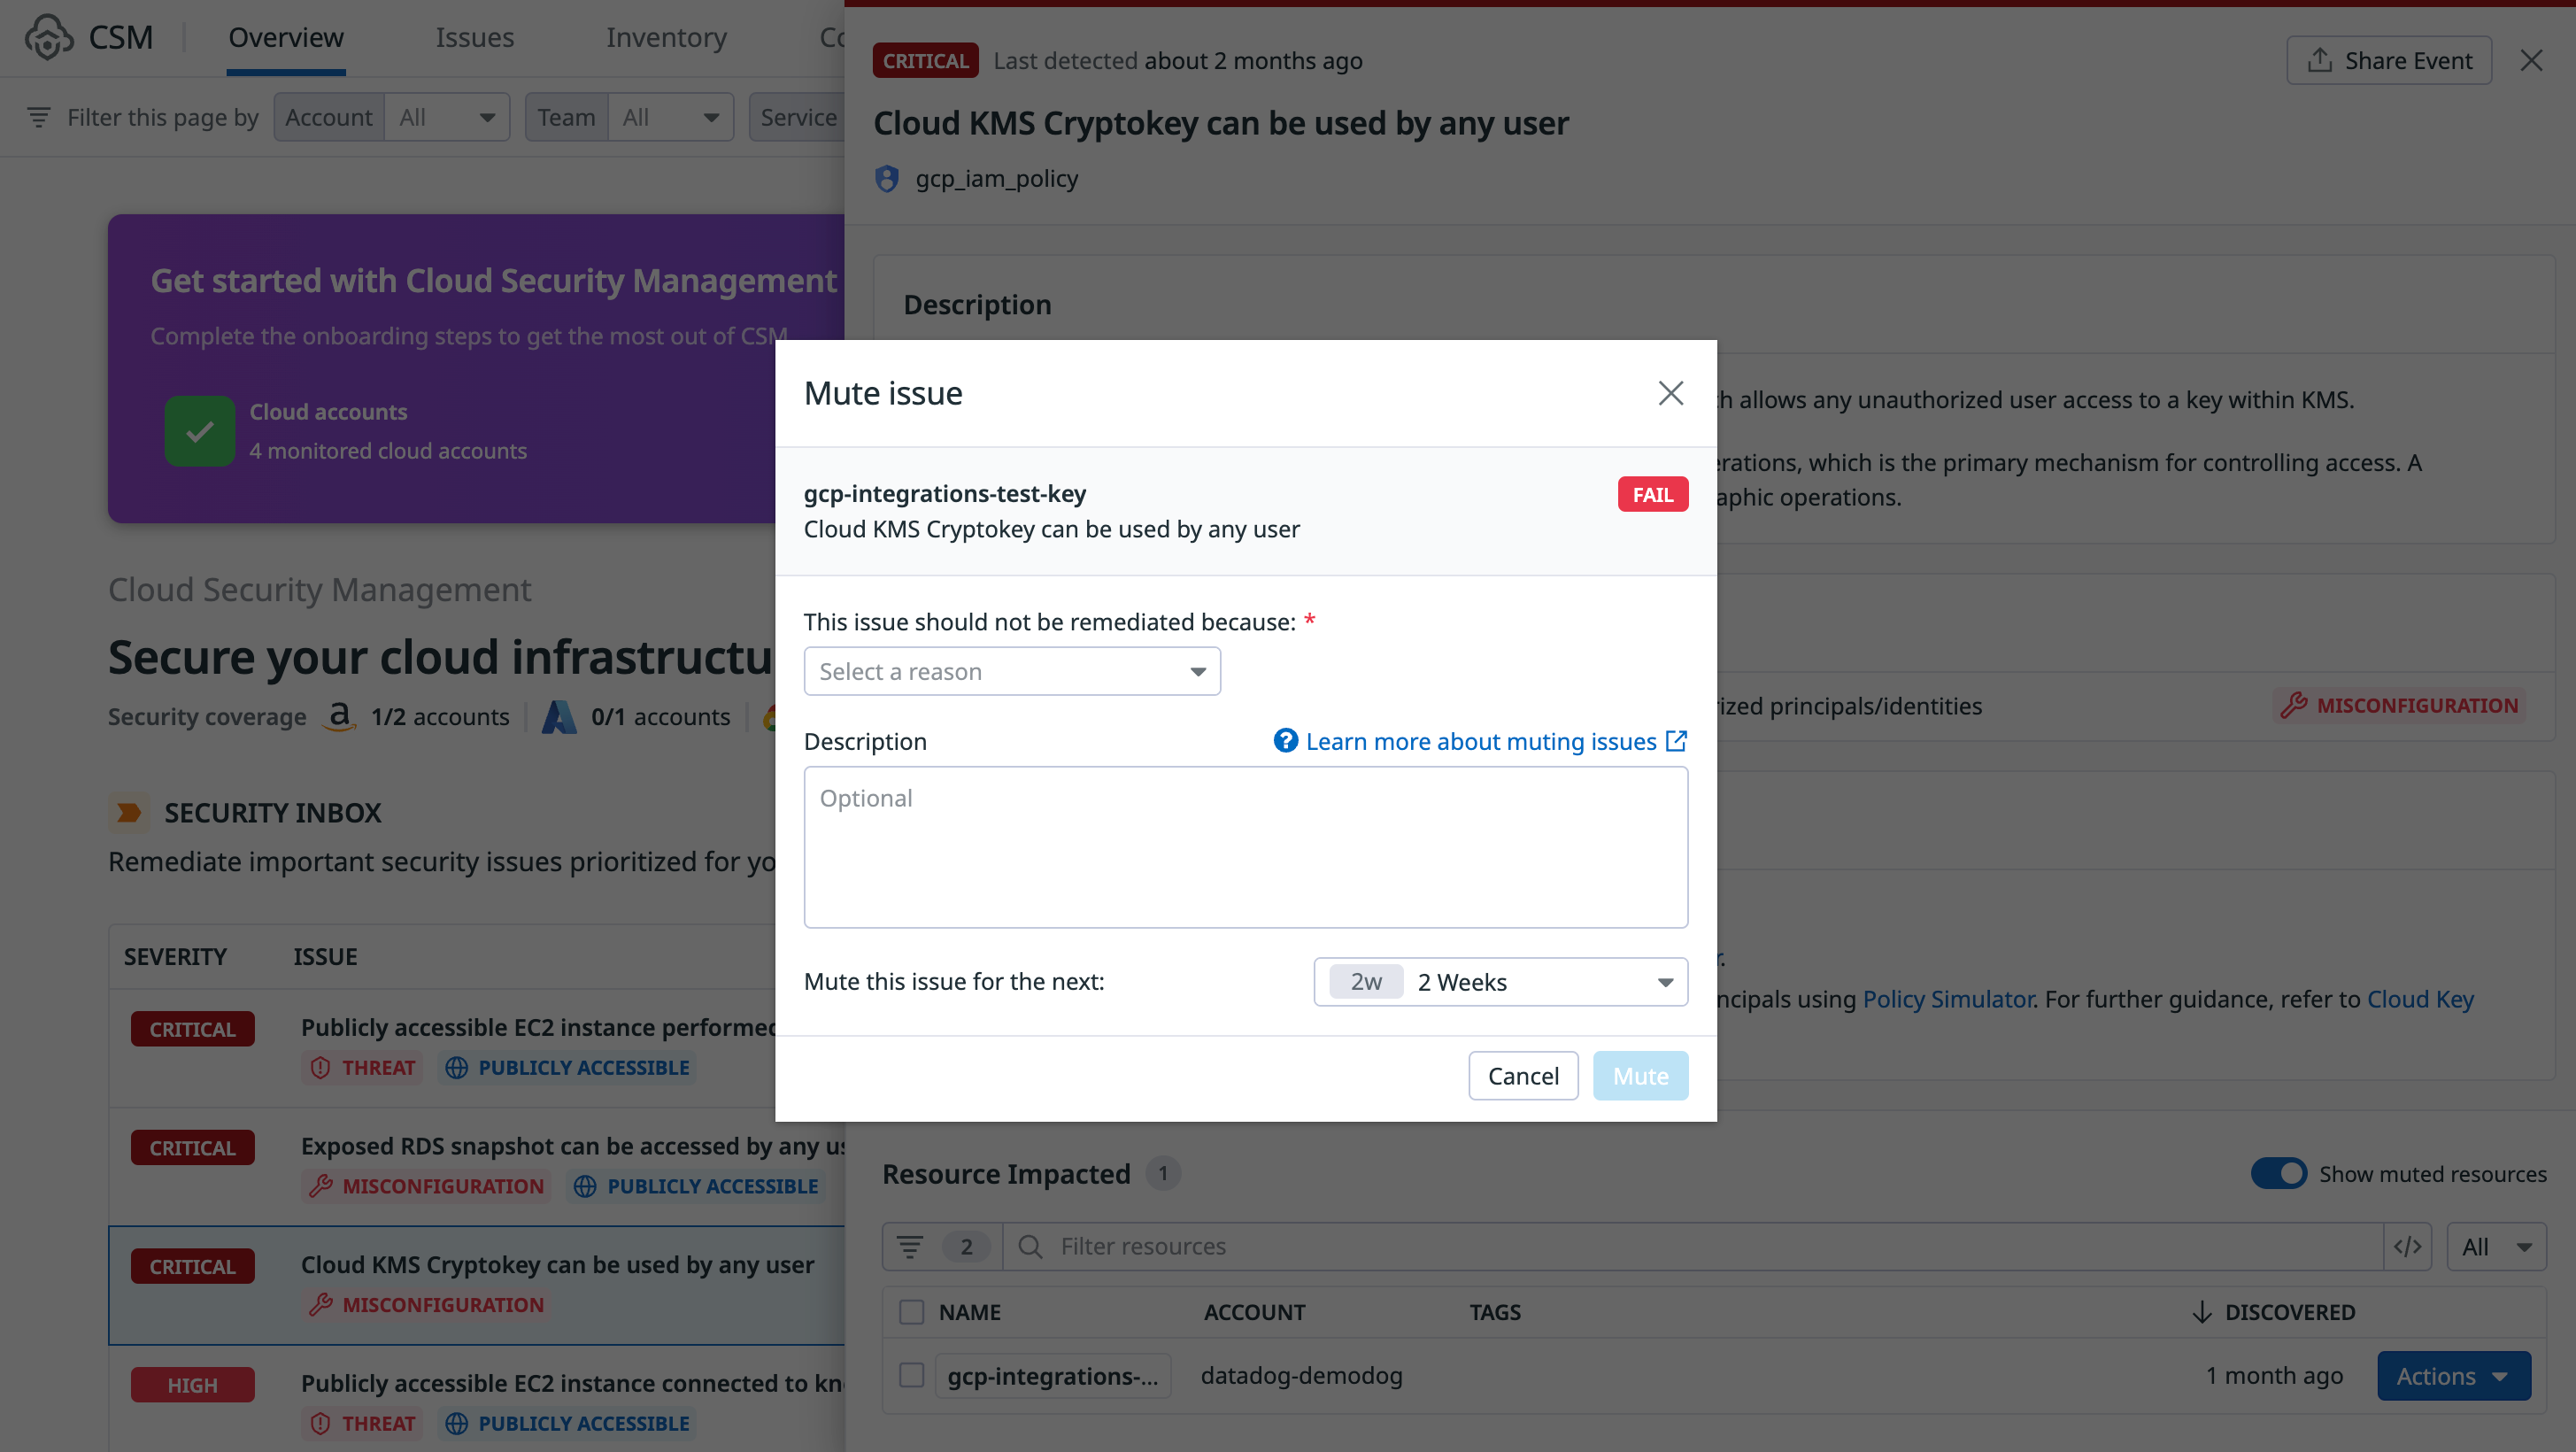 CSM
Overview
Issues
Inventory
Filter this page by
Account
All
Team
All
Service
Get started with Cloud Security Management
Complete the onboarding steps to get the most out of CSM
Cloud accounts
4 monitored cloud accounts
Cloud Security Management
Secure your cloud
Security coverage
1/2 accounts
0/1 accounts
SECURITY INBOX
Remediate important security issues prioritized for
SEVERITY ISSUE
CRITICAL
Publicly accessible EC2 instance
THREAT
PUBLICLY ACCESSIBLE
CRITICAL
Exposed RDS snapshot can be accessed by any
MISCONFIGURATION
PUBLICLY ACCESSIBLE
CRITICAL
Cloud KMS Cryptokey can be used by any user
MISCONFIGURATION
HIGH
Publicly accessible EC2 instance connected to
THREAT
PUBLICLY ACCESSIBLE
CRITICAL
Last detected about 2 months ago
Share Event
Cloud KMS Cryptokey can be used by any user
gcp_iam_policy
Description
allows any unauthorized user access to a key within KMS.
which is the primary mechanism for controlling access. A
operations.
principals/identities
MISCONFIGURATION
using Policy Simulator. For further guidance, refer to Cloud Key
Mute issue
gcp-integrations-test-key
FAIL
Cloud KMS Cryptokey can be used by any user
This issue should not be remediated because: *
Select a reason
Description
Learn more about muting issues
Optional
Mute this issue for the next:
2w
2 Weeks
Cancel
Mute
Resource Impacted
1
Show muted resources
2
Filter resources
</>
All
NAME ACCOUNT TAGS DISCOVERED
gcp-integrations-... datadog-demodog 1 month ago
Actions